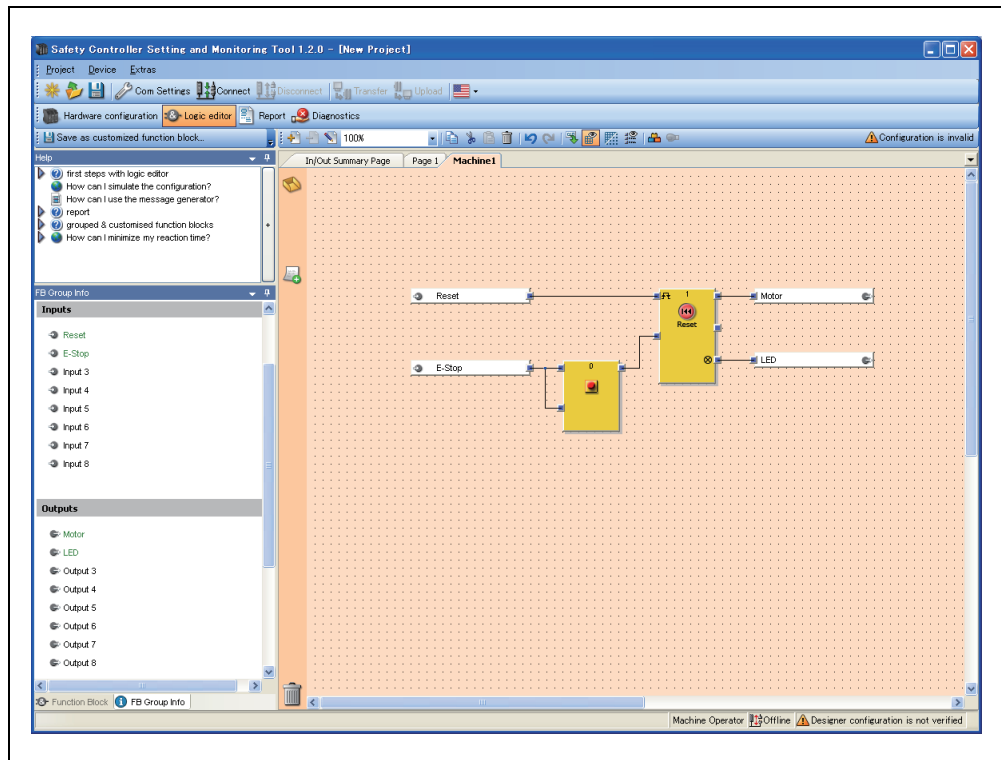 Safety Controller Setting and Monitoring Tool 1.2.0 - [New Project]
Project Device Extras
Com Settings Connect Disconnect Transfer Upload
Hardware configuration Logic editor Report Diagnostics
Save as customized function block... 100% Configuration is invalid
Help
In/Out Summary Page Page 1 Machine1
first steps with logic editor
How can I simulate the configuration?
How can I use the message generator?
report
grouped & customised function blocks
How can I minimize my reaction time?
FB Group Info
Inputs
Reset
E-Stop
Input 3
Input 4
Input 5
Input 6
Input 7
Input 8
Outputs
Motor
LED
Output 3
Output 4
Output 5
Output 6
Output 7
Output 8
Function Block FB Group Info
Reset 1 Motor
Reset
E-Stop 0 LED
Machine Operator Offline Designer configuration is not verified